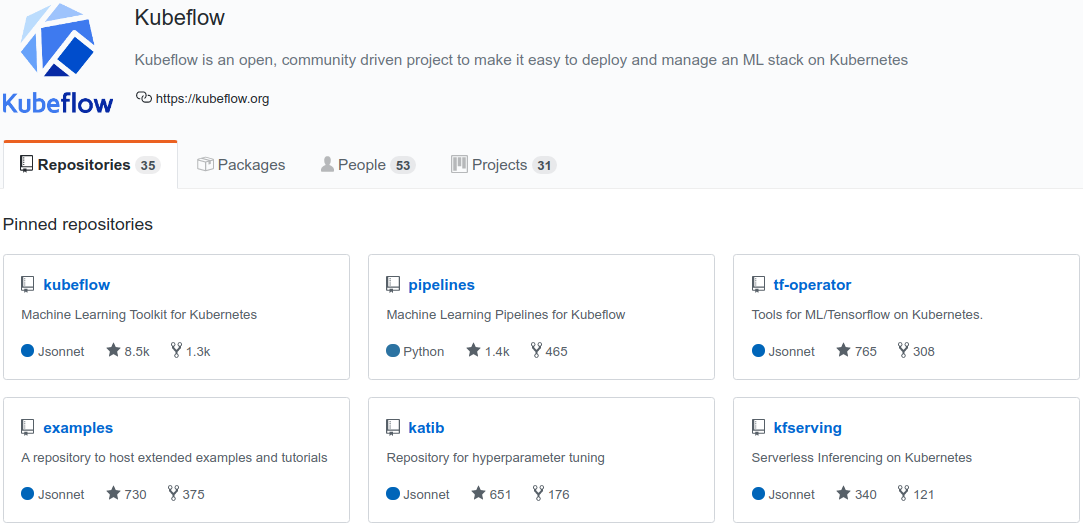 Kubeflow
Kubeflow is an open, community driven project to make it easy to deploy and manage an ML stack on Kubernetes
Kubeflow
https://kubeflow.org
Repositories 35 Packages People 53 Projects 31
Pinned repositories
kubeflow
Machine Learning Toolkit for Kubernetes
Jsonnet 8.5k 1.3k
pipelines
Machine Learning Pipelines for Kubeflow
Python 1.4k 465
tf-operator
Tools for ML/Tensorflow on Kubernetes.
Jsonnet 765 308
examples
A repository to host extended examples and tutorials
Jsonnet 730 375
katib
Repository for hyperparameter tuning
Jsonnet 651 176
kfserving
Serverless Inferencing on Kubernetes
Jsonnet 340 121